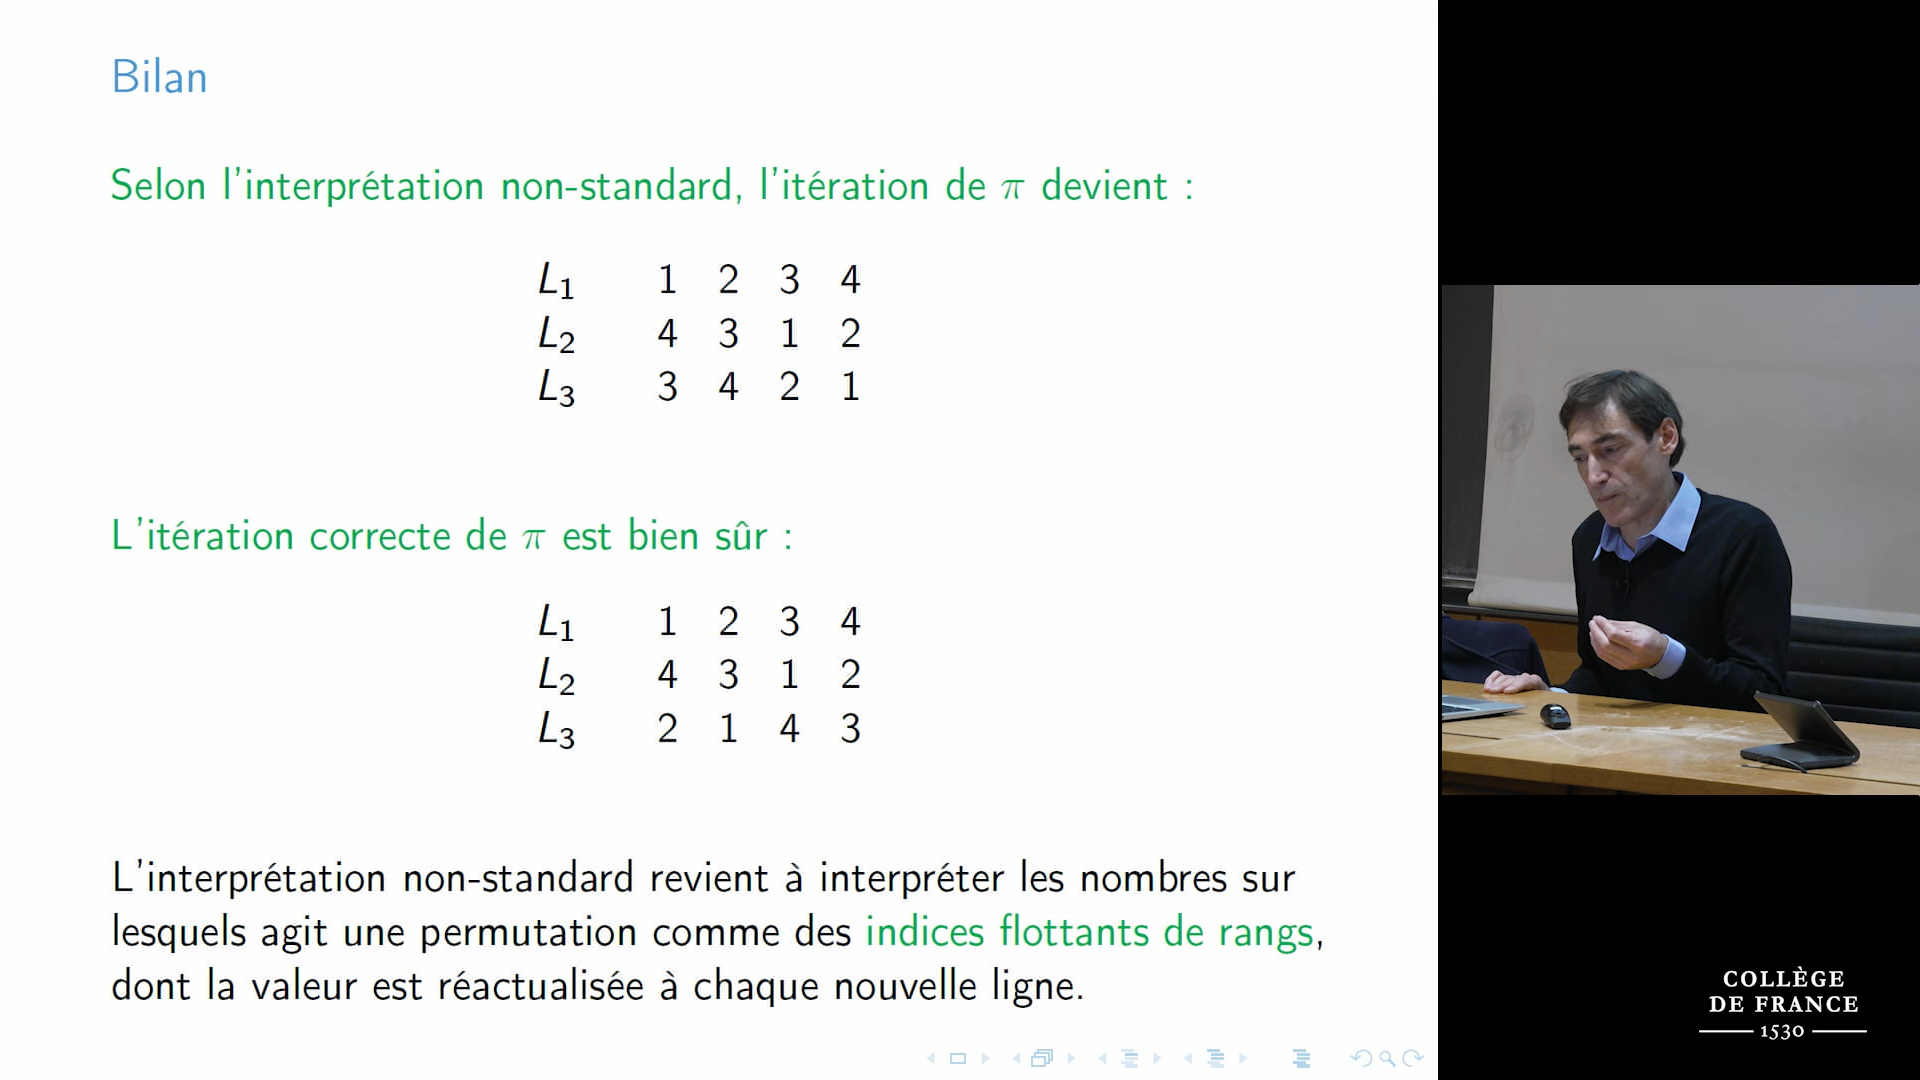 Bilan
Selon l'interprétation non-standard, l'itération de π devient :
L₁ 1 2 3 4
L₂ 4 3 1 2
L₃ 3 4 2 1
L'itération correcte de π est bien sûr :
L₁ 1 2 3 4
L₂ 4 3 1 2
L₃ 2 1 4 3
L'interprétation non-standard revient à interpréter les nombres sur
lesquels agit une permutation comme des indices flottants de rangs,
dont la valeur est réactualisée à chaque nouvelle ligne.
COLLÈGE
DE FRANCE
1530